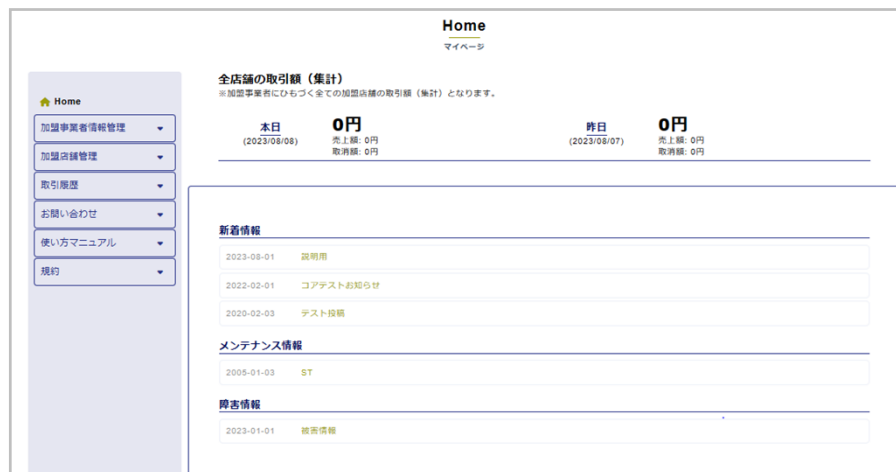 Home
マイページ
Home
加盟事業者情報管理
加盟店舗管理
取引履歴
お問い合わせ
使い方マニュアル
規約
全店舗の取引額（集計）
※加盟事業者にひもづく全ての加盟店舗の取引額（集計）となります。
本日
(2023/08/08)
0円
売上額: 0円
取消額: 0円
昨日
(2023/08/07)
0円
売上額: 0円
取消額: 0円
新着情報
2023-08-01 説明用
2022-02-01 コアテストお知らせ
2020-02-03 テスト投稿
メンテナンス情報
2005-01-03 ST
障害情報
2023-01-01 被害情報